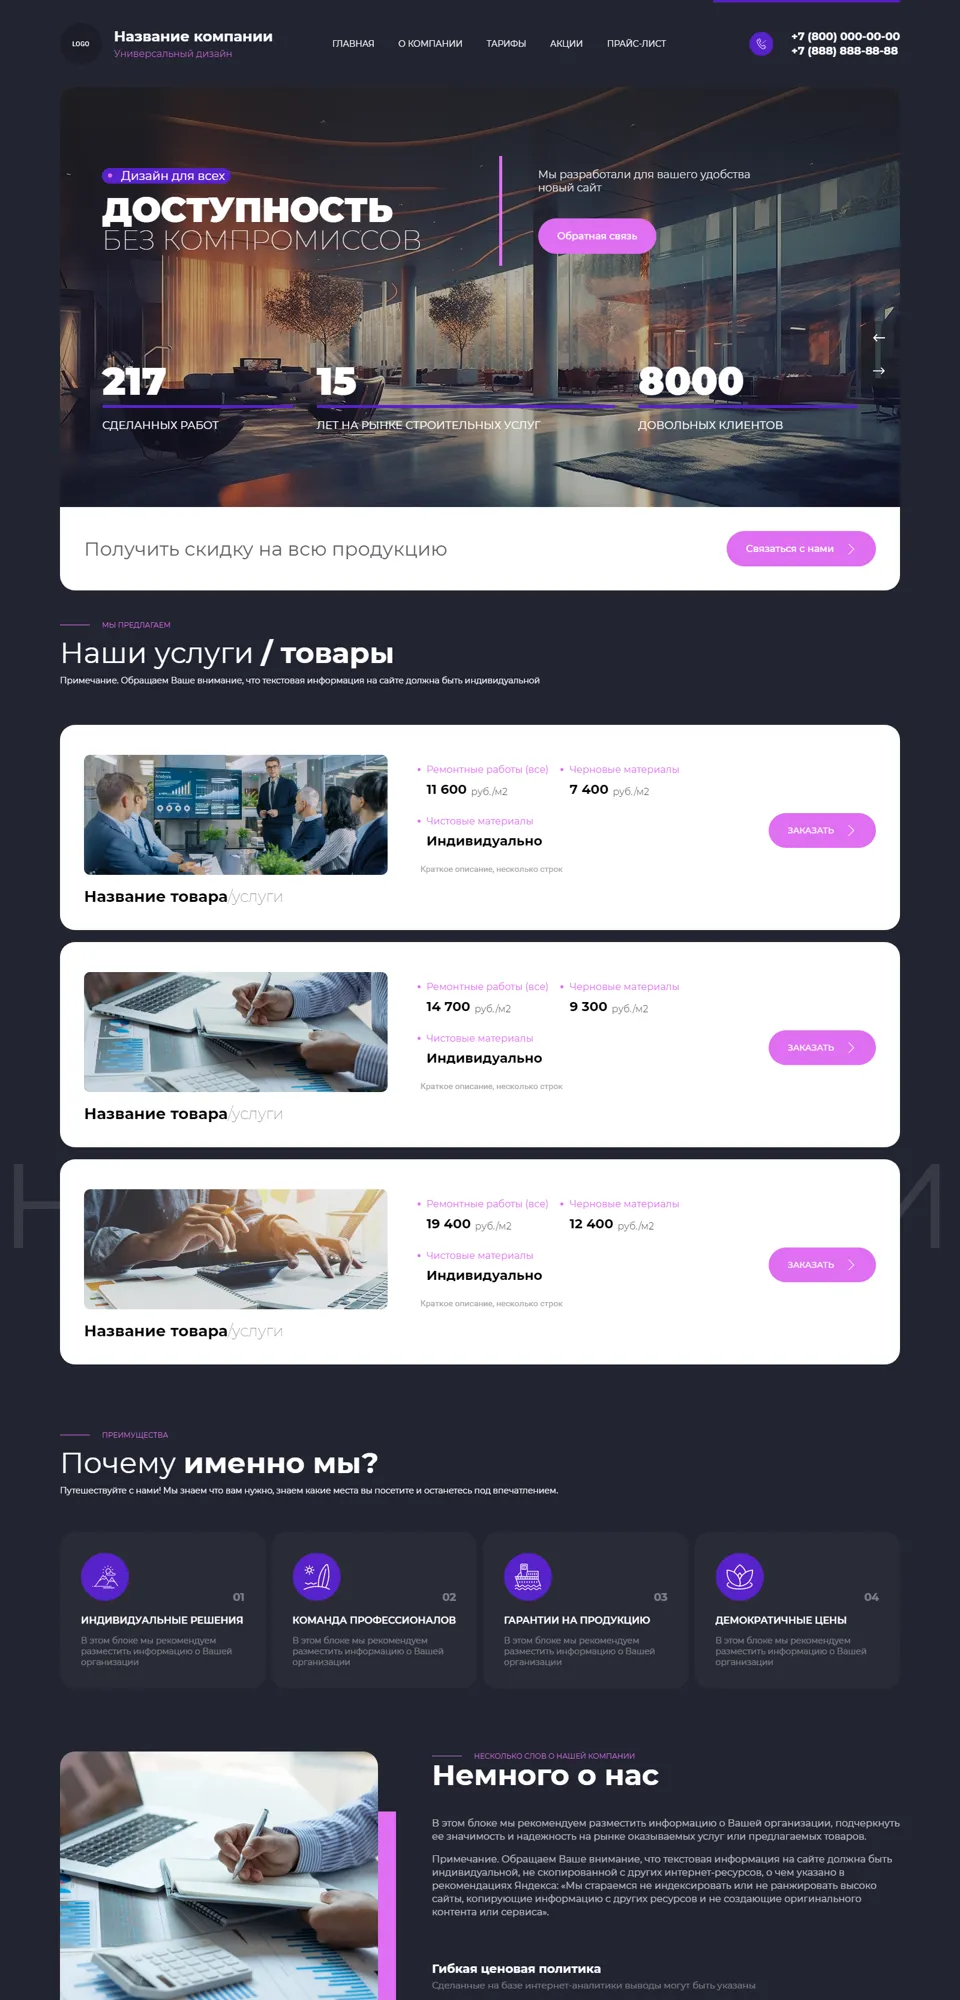 LOGO
Название компании
Универсальный дизайн
ГЛАВНАЯ
О КОМПАНИИ
ТАРИФЫ
АКЦИИ
ПРАЙС-ЛИСТ
+7 (800) 000-00-00
+7 (888) 888-88-88
Дизайн для всех
ДОСТУПНОСТЬ
БЕЗ КОМПРОМИССОВ
Мы разработали для вашего удобства
новый сайт
Обратная связь
217
СДЕЛАННЫХ РАБОТ
15
ЛЕТ НА РЫНКЕ СТРОИТЕЛЬНЫХ УСЛУГ
8000
ДОВОЛЬНЫХ КЛИЕНТОВ
Получить скидку на всю продукцию
Связаться с нами
МЫ ПРЕДЛАГАЕМ
Наши услуги / товары
Примечание. Обращаем Ваше внимание, что текстовая информация на сайте должна быть индивидуальной
Ремонтные работы (все)
11 600 руб./м2
Черновые материалы
7 400 руб./м2
Чистовые материалы
Индивидуально
Краткое описание, несколько строк
ЗАКАЗАТЬ
Название товара/услуги
Ремонтные работы (все)
14 700 руб./м2
Черновые материалы
9 300 руб./м2
Чистовые материалы
Индивидуально
Краткое описание, несколько строк
ЗАКАЗАТЬ
Название товара/услуги
Ремонтные работы (все)
19 400 руб./м2
Черновые материалы
12 400 руб./м2
Чистовые материалы
Индивидуально
Краткое описание, несколько строк
ЗАКАЗАТЬ
Название товара/услуги
ПРЕИМУЩЕСТВА
Почему именно мы?
Путешествуйте с нами! Мы знаем что вам нужно, знаем какие места вы посетите и останетесь под впечатлением.
01
ИНДИВИДУАЛЬНЫЕ РЕШЕНИЯ
В этом блоке мы рекомендуем
разместить информацию о Вашей
организации
02
КОМАНДА ПРОФЕССИОНАЛОВ
В этом блоке мы рекомендуем
разместить информацию о Вашей
организации
03
ГАРАНТИИ НА ПРОДУКЦИЮ
В этом блоке мы рекомендуем
разместить информацию о Вашей
организации
04
ДЕМОКРАТИЧНЫЕ ЦЕНЫ
В этом блоке мы рекомендуем
разместить информацию о Вашей
организации
НЕСКОЛЬКО СЛОВ О НАШЕЙ КОМПАНИИ
Немного о нас
В этом блоке мы рекомендуем разместить информацию о Вашей организации, подчеркнуть
ее значимость и надежность на рынке оказываемых услуг или предлагаемых товаров.
Примечание. Обращаем Ваше внимание, что текстовая информация на сайте должна быть
индивидуальной, не скопированной с других интернет-ресурсов, о чем указано в
рекомендациях Яндекса: «Мы стараемся не индексировать или не ранжировать высоко
сайты, копирующие информацию с других ресурсов и не создающие оригинального
контента или сервиса».
Гибкая ценовая политика
Сделанные на базе интернет-аналитики выводы могут быть указаны